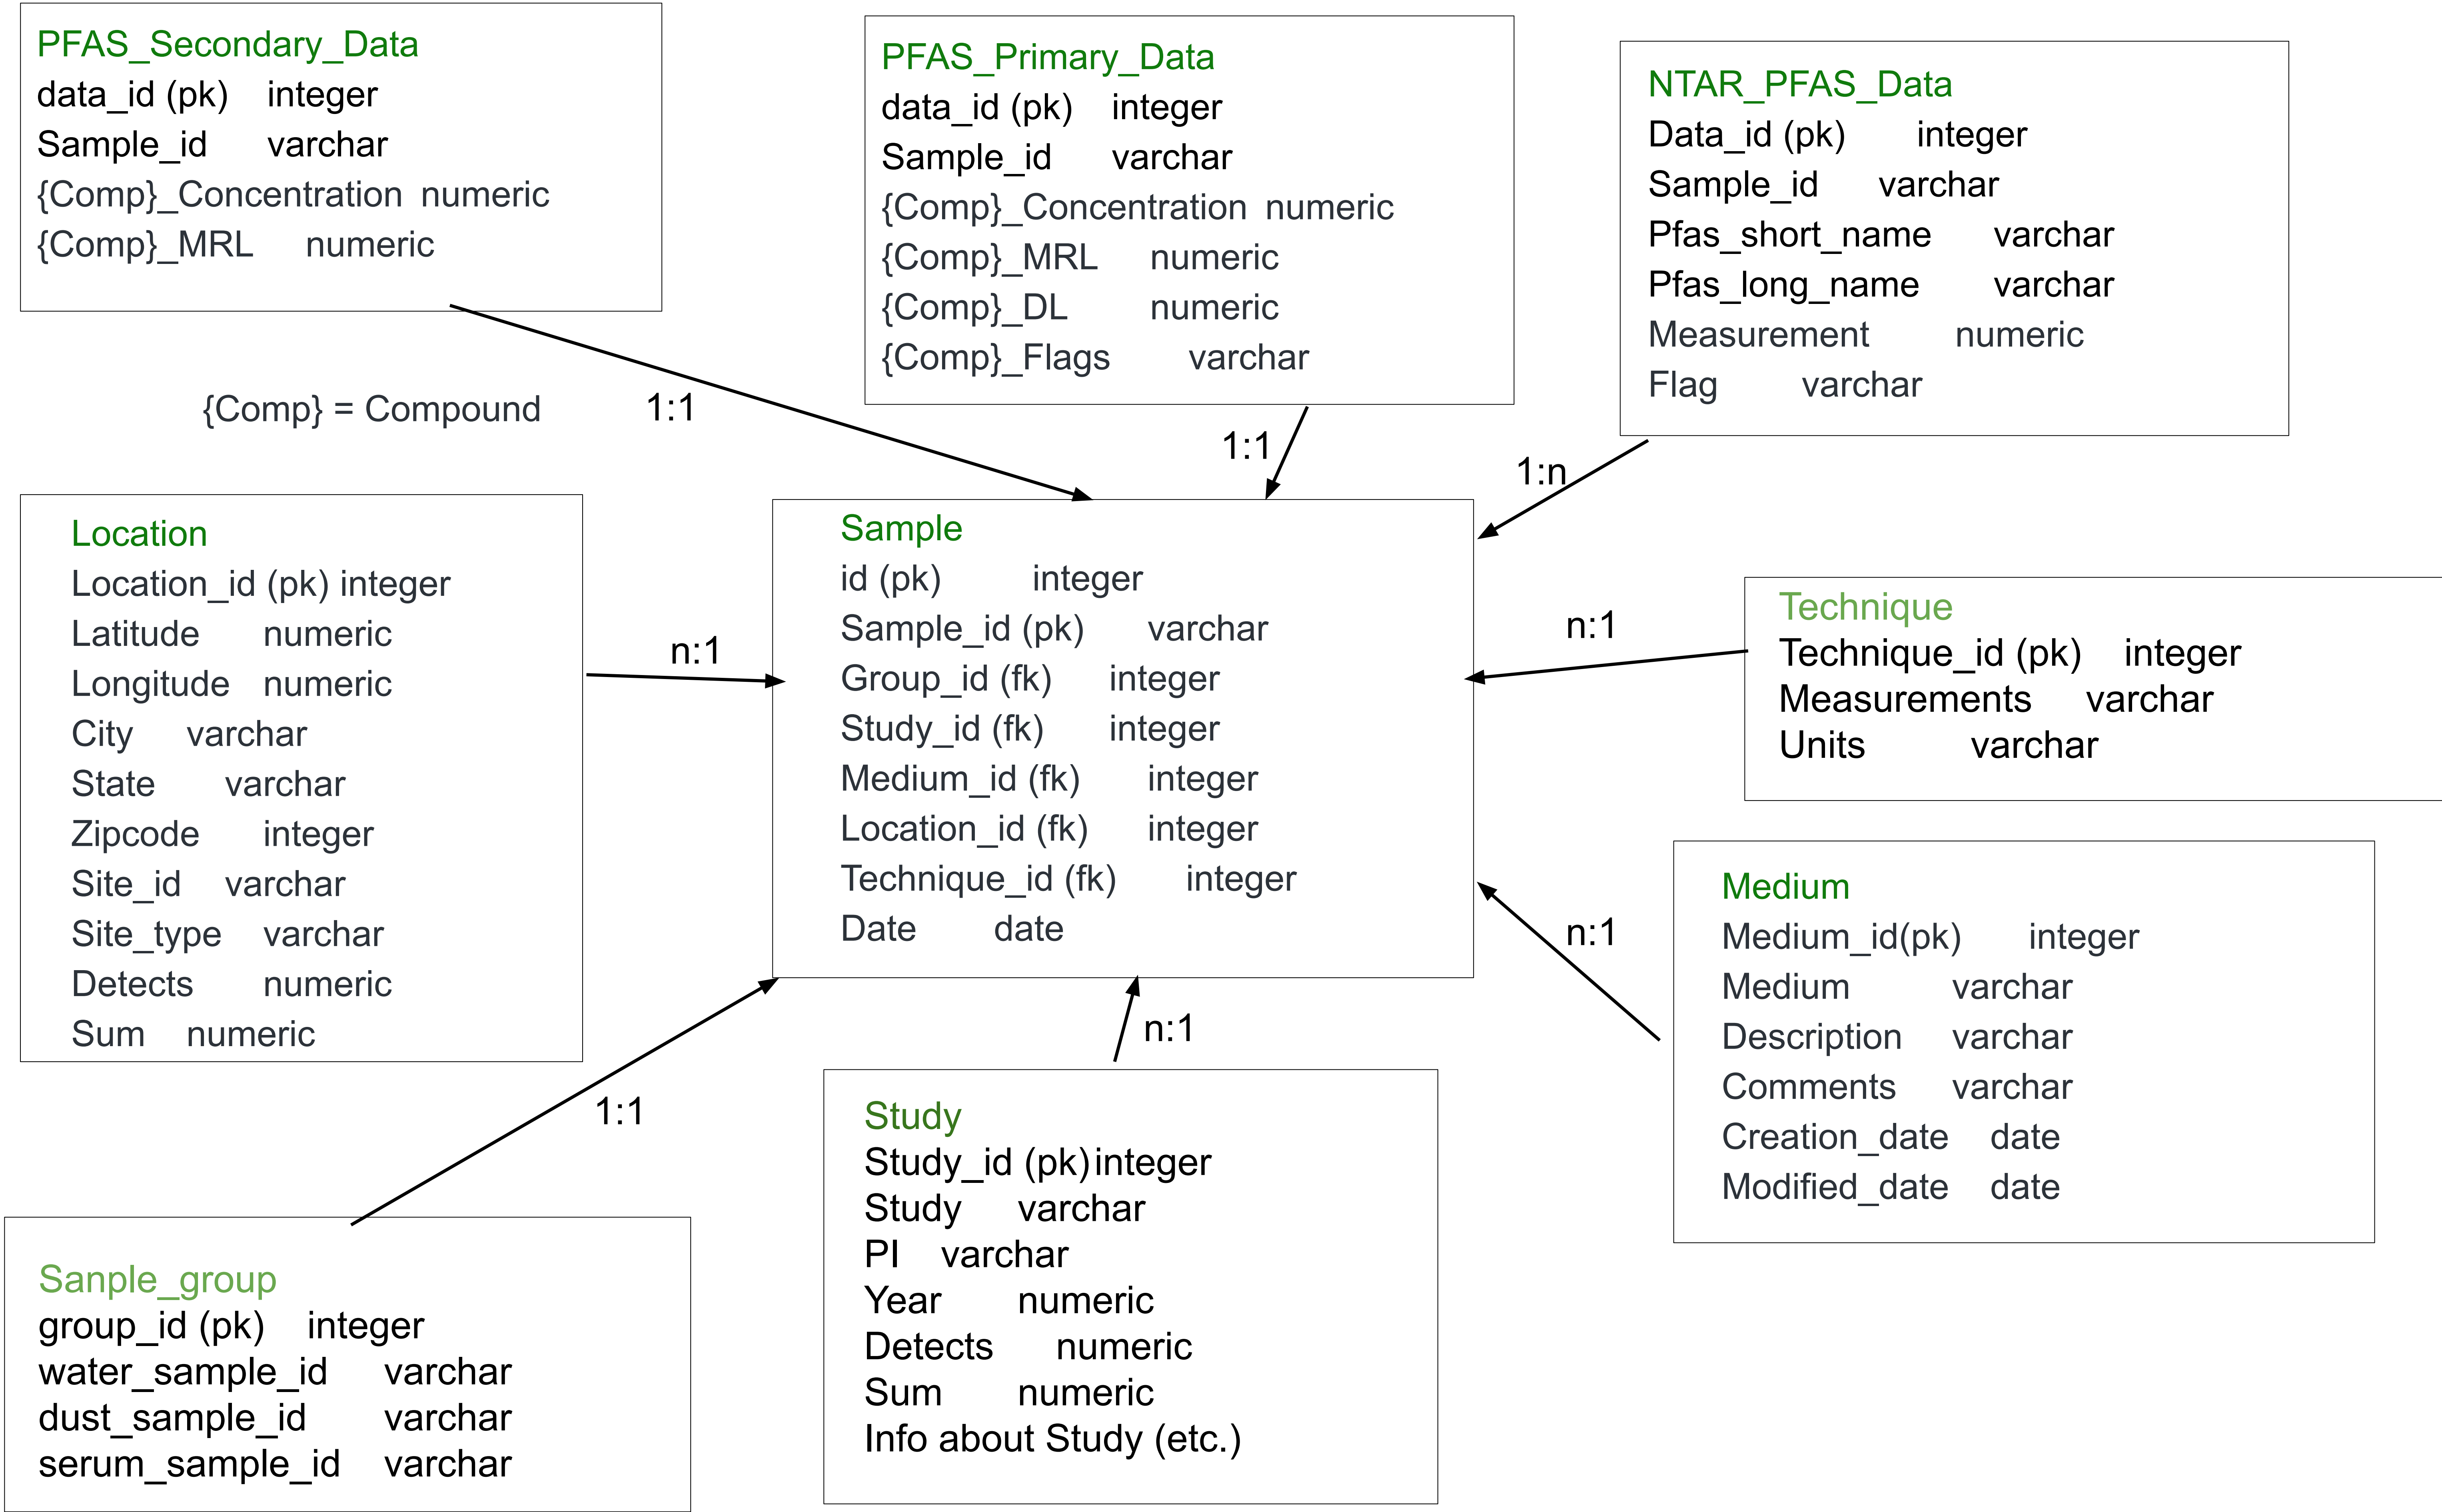 PFAS_Secondary_Data
data_id (pk) integer
Sample_id varchar
{Comp}_Concentration numeric
{Comp}_MRL numeric
PFAS_Primary_Data
data_id (pk) integer
Sample_id varchar
{Comp}_Concentration numeric
{Comp}_MRL numeric
{Comp}_DL numeric
{Comp}_Flags varchar
NTAR_PFAS_Data
Data_id (pk) integer
Sample_id varchar
Pfas_short_name varchar
Pfas_long_name varchar
Measurement numeric
Flag varchar
{Comp} = Compound
1:1
1:1
1:n
Location
Location_id (pk) integer
Latitude numeric
Longitude numeric
City varchar
State varchar
Zipcode integer
Site_id varchar
Site_type varchar
Detects numeric
Sum numeric
n:1
Sample
id (pk) integer
Sample_id (pk) varchar
Group_id (fk) integer
Study_id (fk) integer
Medium_id (fk) integer
Location_id (fk) integer
Technique_id (fk) integer
Date date
n:1
Technique
Technique_id (pk) integer
Measurements varchar
Units varchar
n:1
Medium
Medium_id(pk) integer
Medium varchar
Description varchar
Comments varchar
Creation_date date
Modified_date date
1:1
n:1
Sanple_group
group_id (pk) integer
water_sample_id varchar
dust_sample_id varchar
serum_sample_id varchar
Study
Study_id (pk) integer
Study varchar
PI varchar
Year numeric
Detects numeric
Sum numeric
Info about Study (etc.)